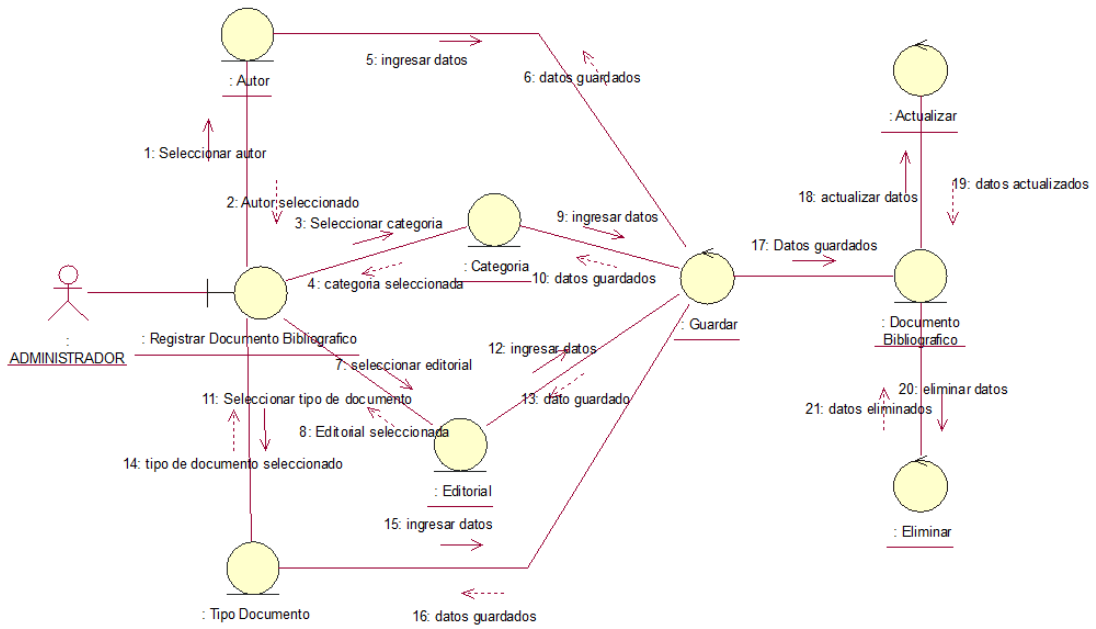 5: ingresar datos
6: datos guardados
: Autor
: Actualizar
1: Seleccionar autor
2: Autor seleccionado
18: actualizar datos
19: datos actualizados
3: Seleccionar categoria
9: ingresar datos
17: Datos guardados
: Categoria
4: categoria seleccionada
10: datos guardados
:
ADMINISTRADOR
: Registrar Documento Bibliografico
: Guardar
: Documento
Bibliografico
12: ingresar datos
7: seleccionar editorial
11: Seleccionar tipo de documento
13: dato guardado
20: eliminar datos
21: datos eliminados
8: Editorial seleccionada
14: tipo de documento seleccionado
: Editorial
15: ingresar datos
: Eliminar
: Tipo Documento
16: datos guardados